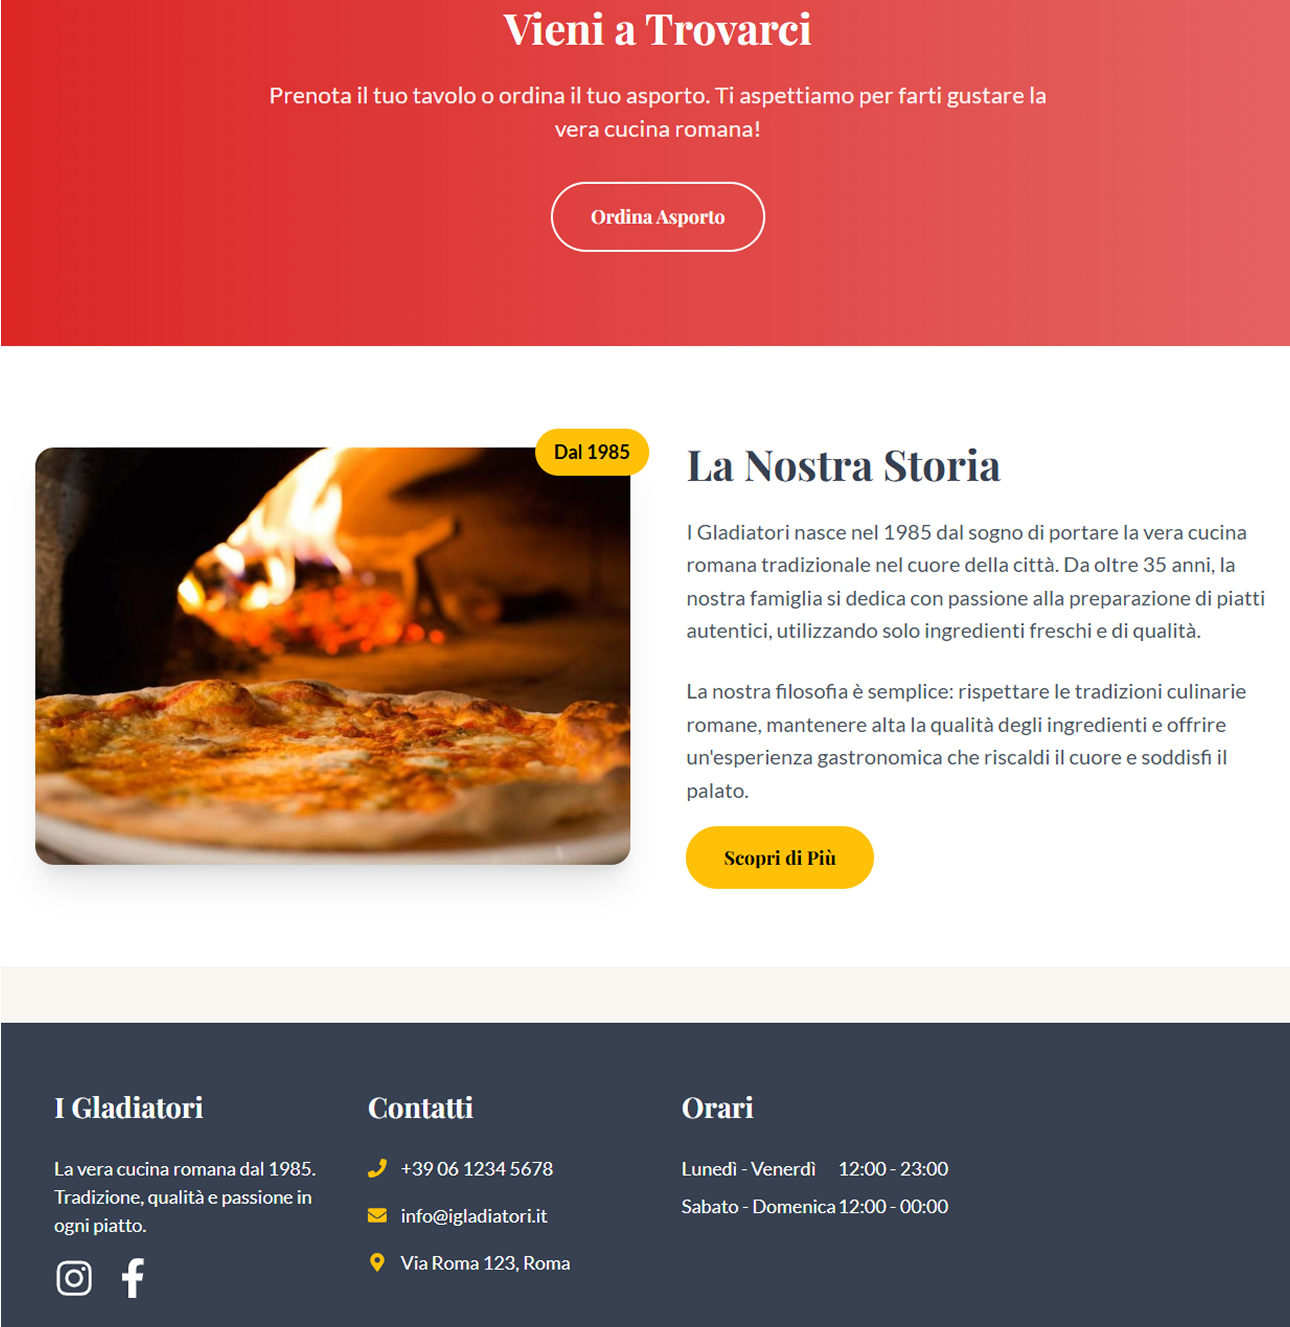 Vieni a Trovarci
Prenota il tuo tavolo o ordina il tuo asporto. Ti aspettiamo per farti gustare la
vera cucina romana!
Ordina Asporto
Dal 1985
La Nostra Storia
I Gladiatori nasce nel 1985 dal sogno di portare la vera cucina
romana tradizionale nel cuore della città. Da oltre 35 anni, la
nostra famiglia si dedica con passione alla preparazione di piatti
autentici, utilizzando solo ingredienti freschi e di qualità.
La nostra filosofia è semplice: rispettare le tradizioni culinarie
romane, mantenere alta la qualità degli ingredienti e offrire
un'esperienza gastronomica che riscaldi il cuore e soddisfi il
palato.
Scopri di Più
I Gladiatori
La vera cucina romana dal 1985.
Tradizione, qualità e passione in
ogni piatto.
Contatti
+39 06 1234 5678
info@igladiatori.it
Via Roma 123, Roma
Orari
Lunedì - Venerdì 12:00 - 23:00
Sabato - Domenica 12:00 - 00:00